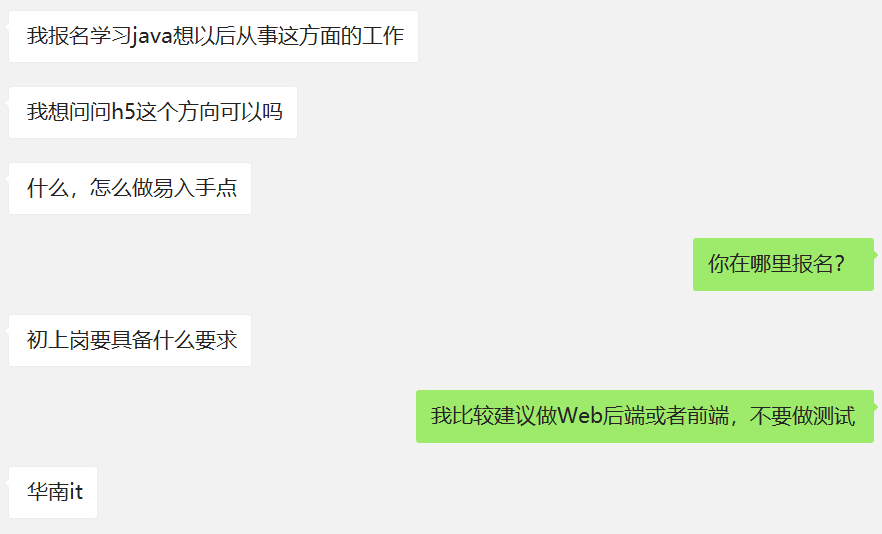 我报名学习java想以后从事这方面的工作
我想问问h5这个方向可以吗
什么，怎么做易入手点
你在哪里报名？
初上岗要具备什么要求
我比较建议做Web后端或者前端，不要做测试
华南it